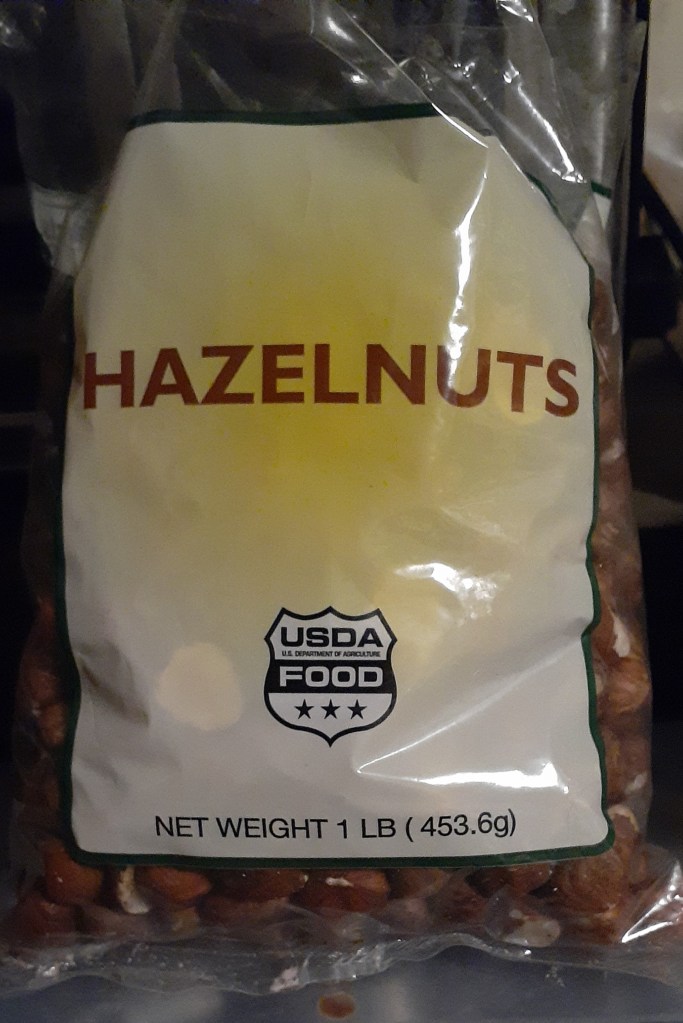 HAZELNUTS
USDA
U.S. DEPARTMENT OF AGRICULTURE
FOOD
NET WEIGHT 1 LB ( 453.6g)